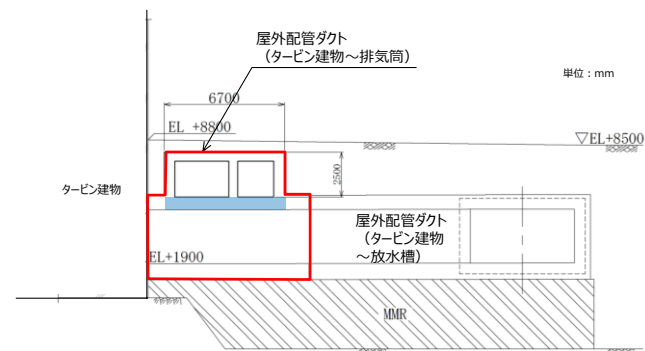 屋外配管ダクト
(タービン建物～排気筒)
単位：mm
6700
EL +8800
▽EL+8500
2500
タービン建物
屋外配管ダクト
(タービン建物
～放水槽)
EL+1900
MMR